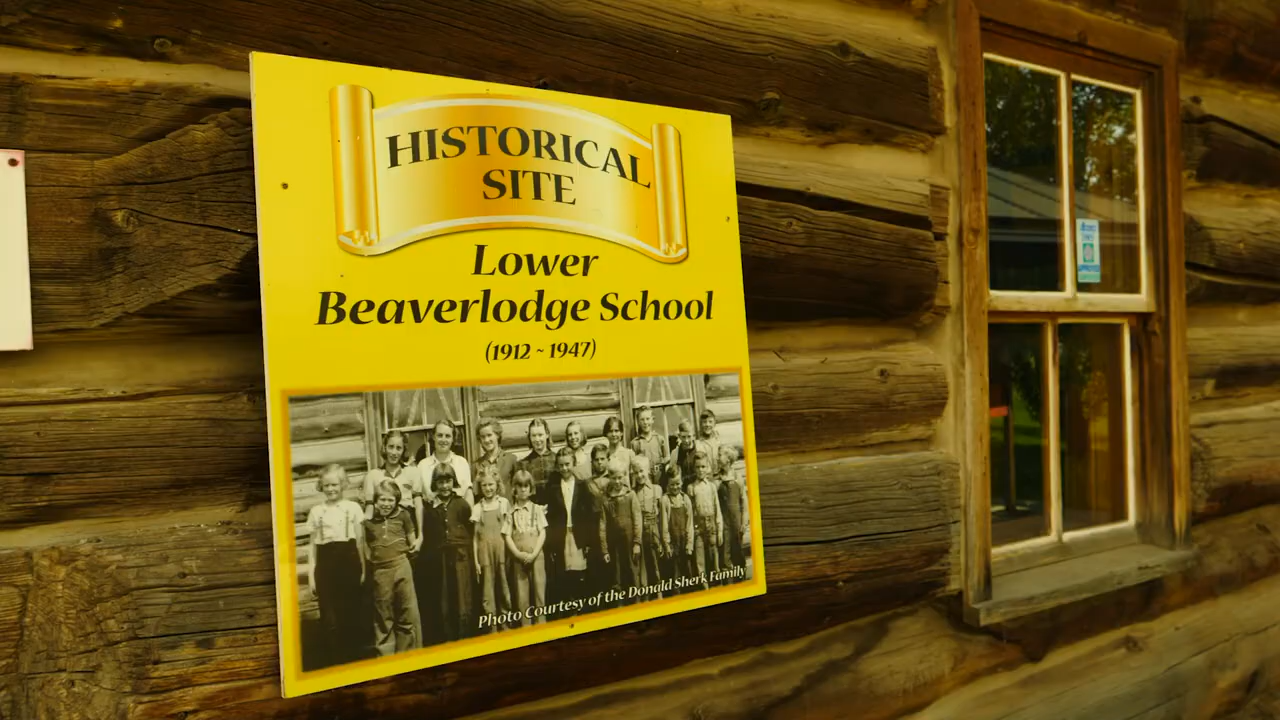 HISTORICAL
SITE
Lower
Beaverlodge School
(1912 ~ 1947)
Photo Courtesy of the Donald Sherk Family